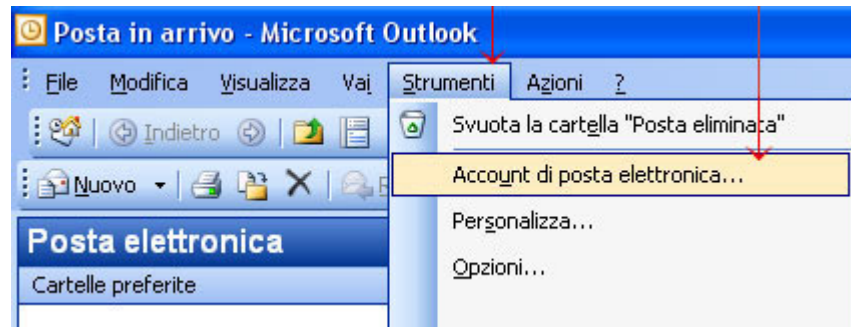 Posta in arrivo - Microsoft Outlook
File Modifica Visualizza Vai Strumenti Azioni ?
Indietro
Svuota la cartella "Posta eliminata"
Nuovo
Account di posta elettronica...
Personalizza...
Posta elettronica
Opzioni...
Cartelle preferite